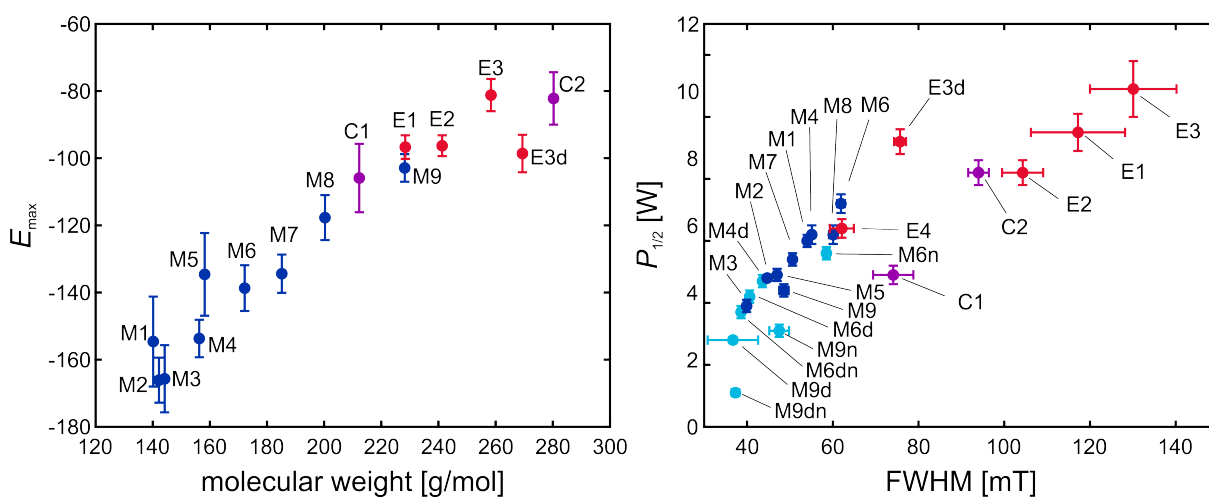 -60
-80
-100
-120
-140
-160
-180
E_max
120 140 160 180 200 220 240 260 280 300
molecular weight [g/mol]
E3
C2
E1 E2
C1
E3d
M9
M8
M7
M5
M6
M1
M4
M2 M3
12
10
8
6
4
2
0
P_1/2 [W]
40 60 80 100 120 140
FWHM [mT]
E3d
M8 M6
M4
M1
M7
M2
M4d
M3
E3
E1
E2
C2
E4
M6n
C1
M5
M9
M6d
M9n
M6dn
M9d
M9dn